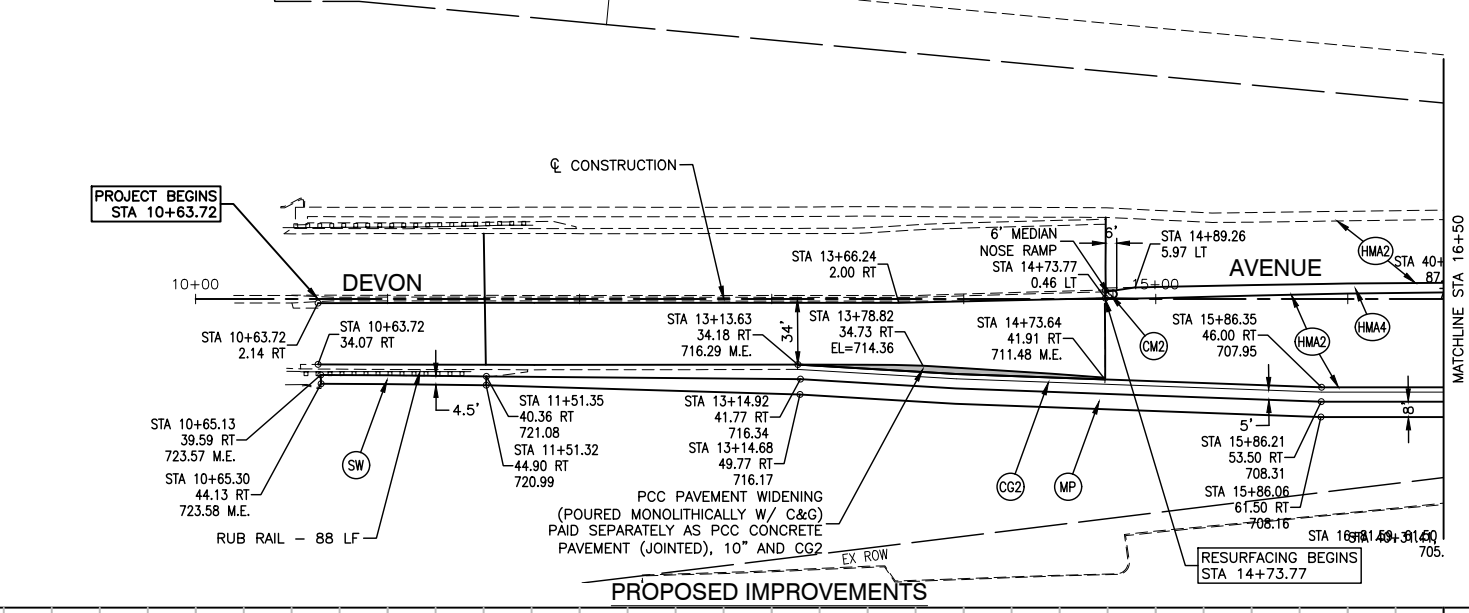 ℄ CONSTRUCTION
PROJECT BEGINS
STA 10+63.72
10+00
DEVON
6' MEDIAN
NOSE RAMP
STA 14+73.77
0.46 LT
6'
STA 14+89.26
5.97 LT
15+00
AVENUE
HMA2
STA 40+
87.
MATCHLINE STA 16+50
STA 13+66.24
2.00 RT
STA 10+63.72
2.14 RT
STA 10+63.72
34.07 RT
STA 13+13.63
34.18 RT
716.29 M.E.
34'
STA 13+78.82
34.73 RT
EL=714.36
STA 14+73.64
41.91 RT
711.48 M.E.
CM2
STA 15+86.35
46.00 RT
707.95
HMA2
HMA4
STA 10+65.13
39.59 RT
723.57 M.E.
STA 10+65.30
44.13 RT
723.58 M.E.
SW
4.5'
STA 11+51.35
40.36 RT
721.08
STA 11+51.32
44.90 RT
720.99
STA 13+14.92
41.77 RT
716.34
STA 13+14.68
49.77 RT
716.17
5'
8'
STA 15+86.21
53.50 RT
708.31
STA 15+86.06
61.50 RT
708.16
CG2
MP
RUB RAIL - 88 LF
PCC PAVEMENT WIDENING
(POURED MONOLITHICALLY W/ C&G)
PAID SEPARATELY AS PCC CONCRETE
PAVEMENT (JOINTED), 10" AND CG2
EX ROW
705.
RESURFACING BEGINS
STA 14+73.77
PROPOSED IMPROVEMENTS